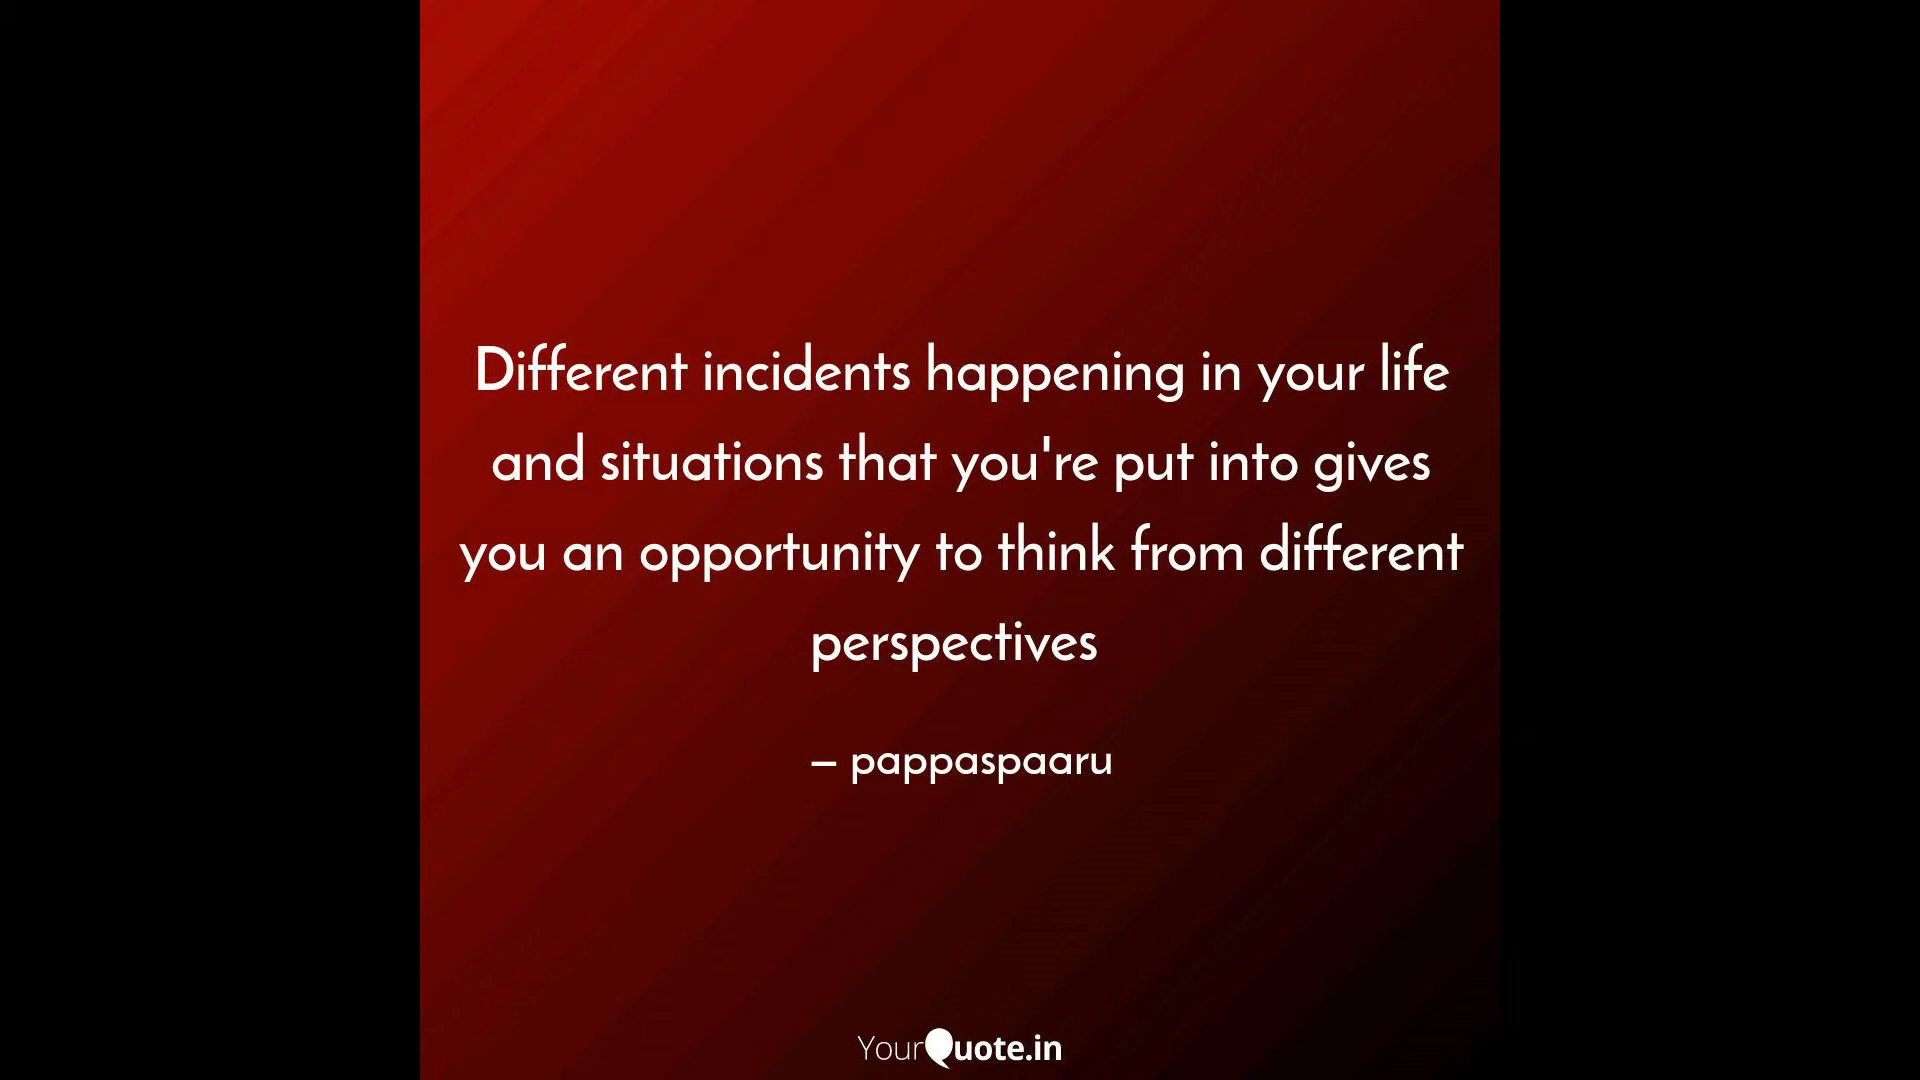 Different incidents happening in your life
and situations that you're put into gives
you an opportunity to think from different
perspectives
– pappaspaaru
YourQuote.in